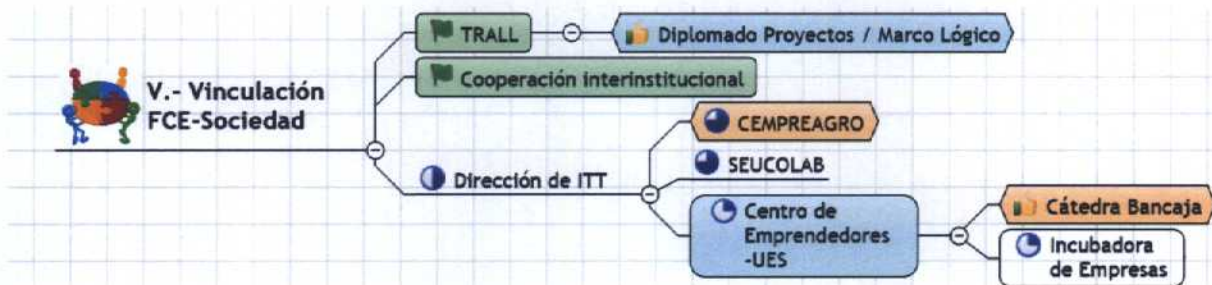 V.- Vinculación
FCE-Sociedad
TRALL
Diplomado Proyectos / Marco Lógico
Cooperación interinstitucional
Dirección de ITT
CEMPREAGRO
SEUCOLAB
Centro de
Emprendedores
-UES
Cátedra Bancaja
Incubadora
de Empresas